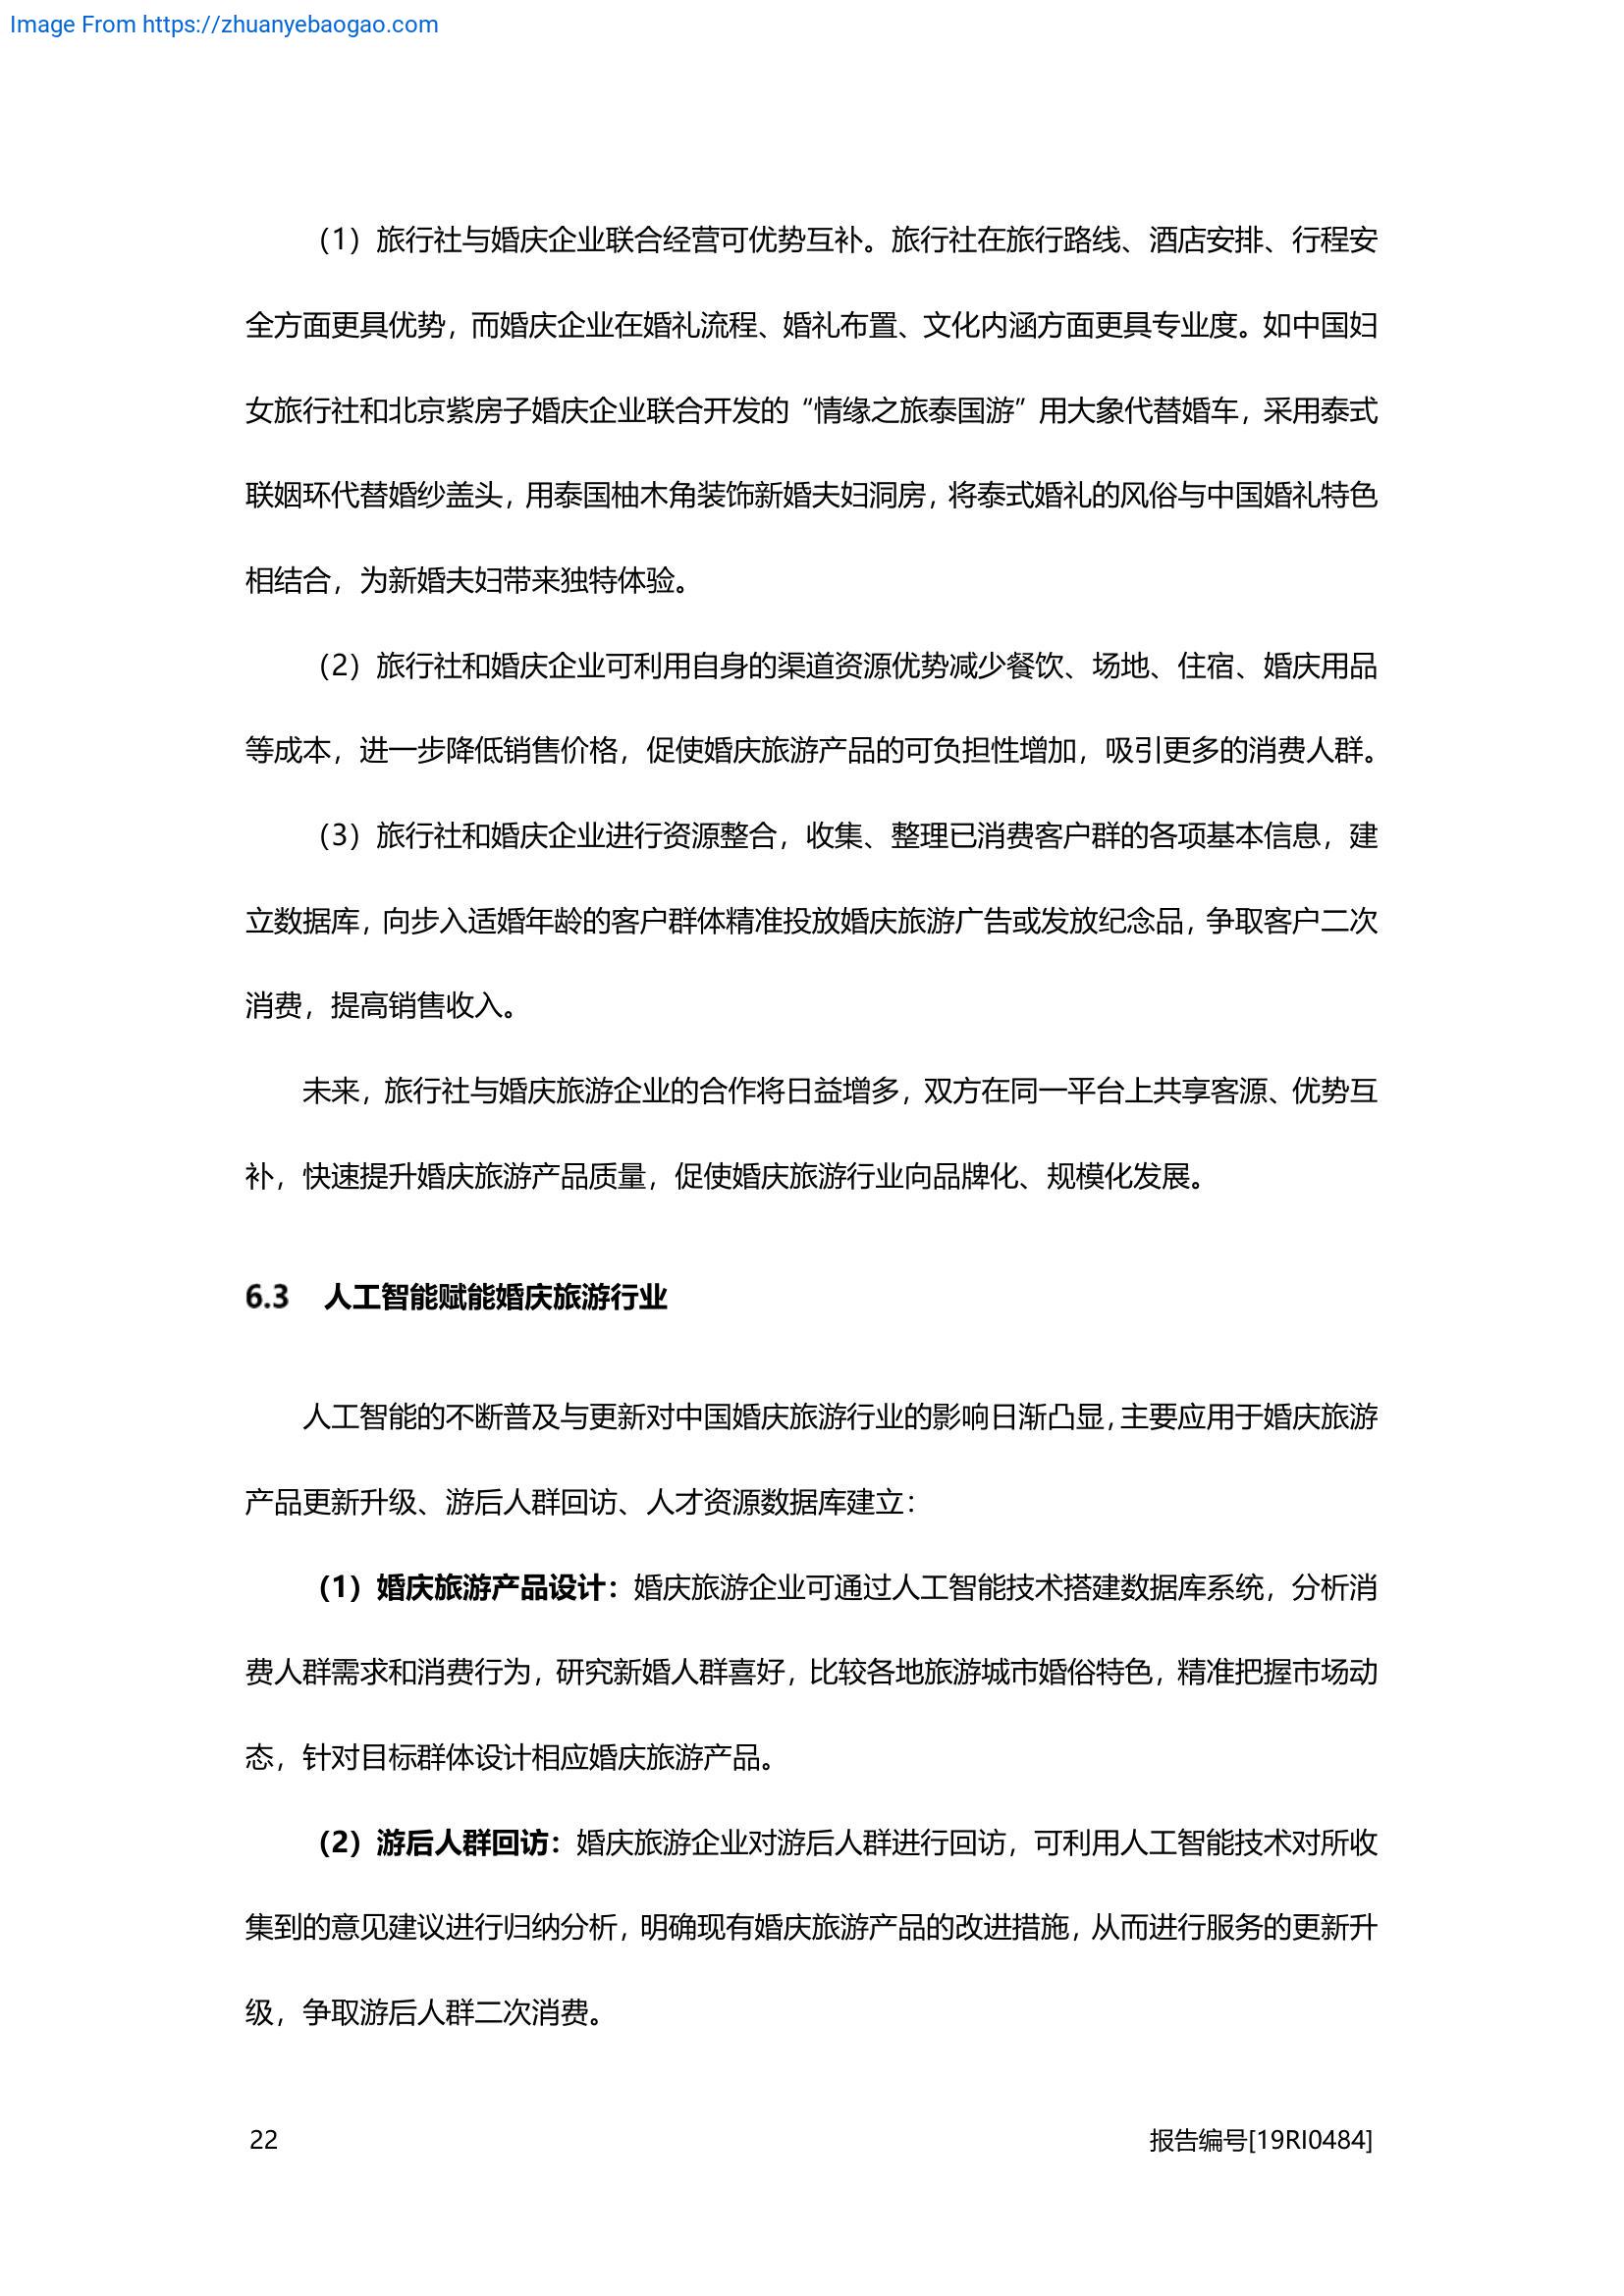 Image From https://zhuanyebaogao.com
（1）旅行社与婚庆企业联合经营可优势互补。旅行社在旅行路线、酒店安排、行程安
全方面更具优势，而婚庆企业在婚礼流程、婚礼布置、文化内涵方面更具专业度。如中国妇
女旅行社和北京紫房子婚庆企业联合开发的“情缘之旅泰国游”用大象代替婚车，采用泰式
联姻环代替婚纱盖头，用泰国柚木角装饰新婚夫妇洞房，将泰式婚礼的风俗与中国婚礼特色
相结合，为新婚夫妇带来独特体验。
（2）旅行社和婚庆企业可利用自身的渠道资源优势减少餐饮、场地、住宿、婚庆用品
等成本，进一步降低销售价格，促使婚庆旅游产品的可负担性增加，吸引更多的消费人群。
（3）旅行社和婚庆企业进行资源整合，收集、整理已消费客户群的各项基本信息，建
立数据库，向步入适婚年龄的客户群体精准投放婚庆旅游广告或发放纪念品，争取客户二次
消费，提高销售收入。
未来，旅行社与婚庆旅游企业的合作将日益增多，双方在同一平台上共享客源、优势互
补，快速提升婚庆旅游产品质量，促使婚庆旅游行业向品牌化、规模化发展。
6.3 人工智能赋能婚庆旅游行业
人工智能的不断普及与更新对中国婚庆旅游行业的影响日渐凸显，主要应用于婚庆旅游
产品更新升级、游后人群回访、人才资源数据库建立：
（1）婚庆旅游产品设计：婚庆旅游企业可通过人工智能技术搭建数据库系统，分析消
费人群需求和消费行为，研究新婚人群喜好，比较各地旅游城市婚俗特色，精准把握市场动
态，针对目标群体设计相应婚庆旅游产品。
（2）游后人群回访：婚庆旅游企业对游后人群进行回访，可利用人工智能技术对所收
集到的意见建议进行归纳分析，明确现有婚庆旅游产品的改进措施，从而进行服务的更新升
级，争取游后人群二次消费。
22 报告编号[19RI0484]